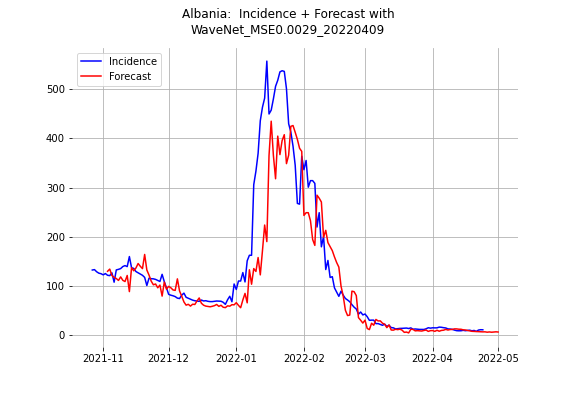 Albania:  Incidence + Forecast with
WaveNet_MSE0.0029_20220409
Incidence
Forecast
500
400
300
200
100
0
2021-11 2021-12 2022-01 2022-02 2022-03 2022-04 2022-05